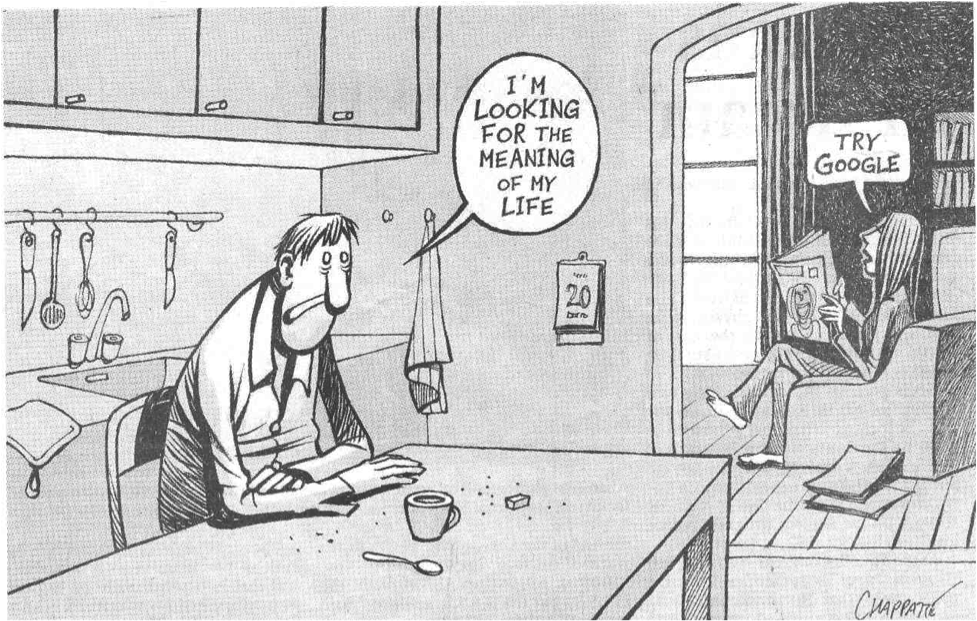 I'M
LOOKING
FOR THE
MEANING
OF MY
LIFE
TRY
GOOGLE
20
CHAPPATTE